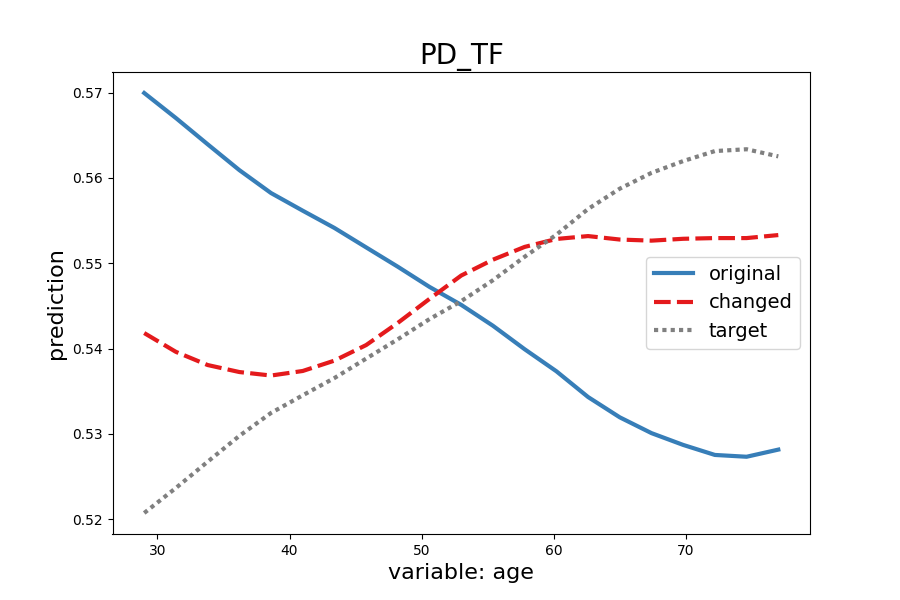 PD_TF
0.57
0.56
0.55
0.54
0.53
0.52
prediction
original
changed
target
30 40 50 60 70
variable: age